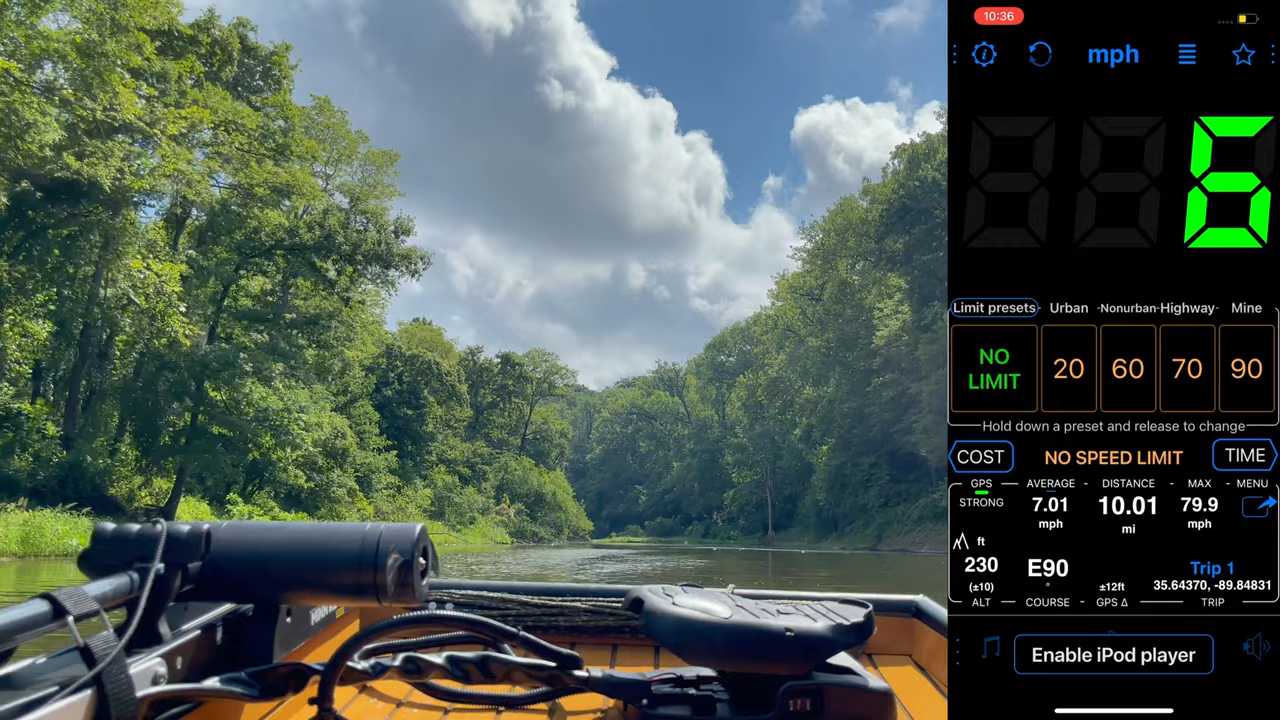 10:36
mph
6
Limit presets Urban Nonurban Highway Mine
NO LIMIT 20 60 70 90
Hold down a preset and release to change
COST NO SPEED LIMIT TIME
GPS AVERAGE DISTANCE MAX MENU
STRONG 7.01 10.01 79.9
mph mi mph
ft
230 E90 Trip 1
(±10) ° ±12ft 35.64370, -89.84831
ALT COURSE GPS Δ TRIP
Enable iPod player